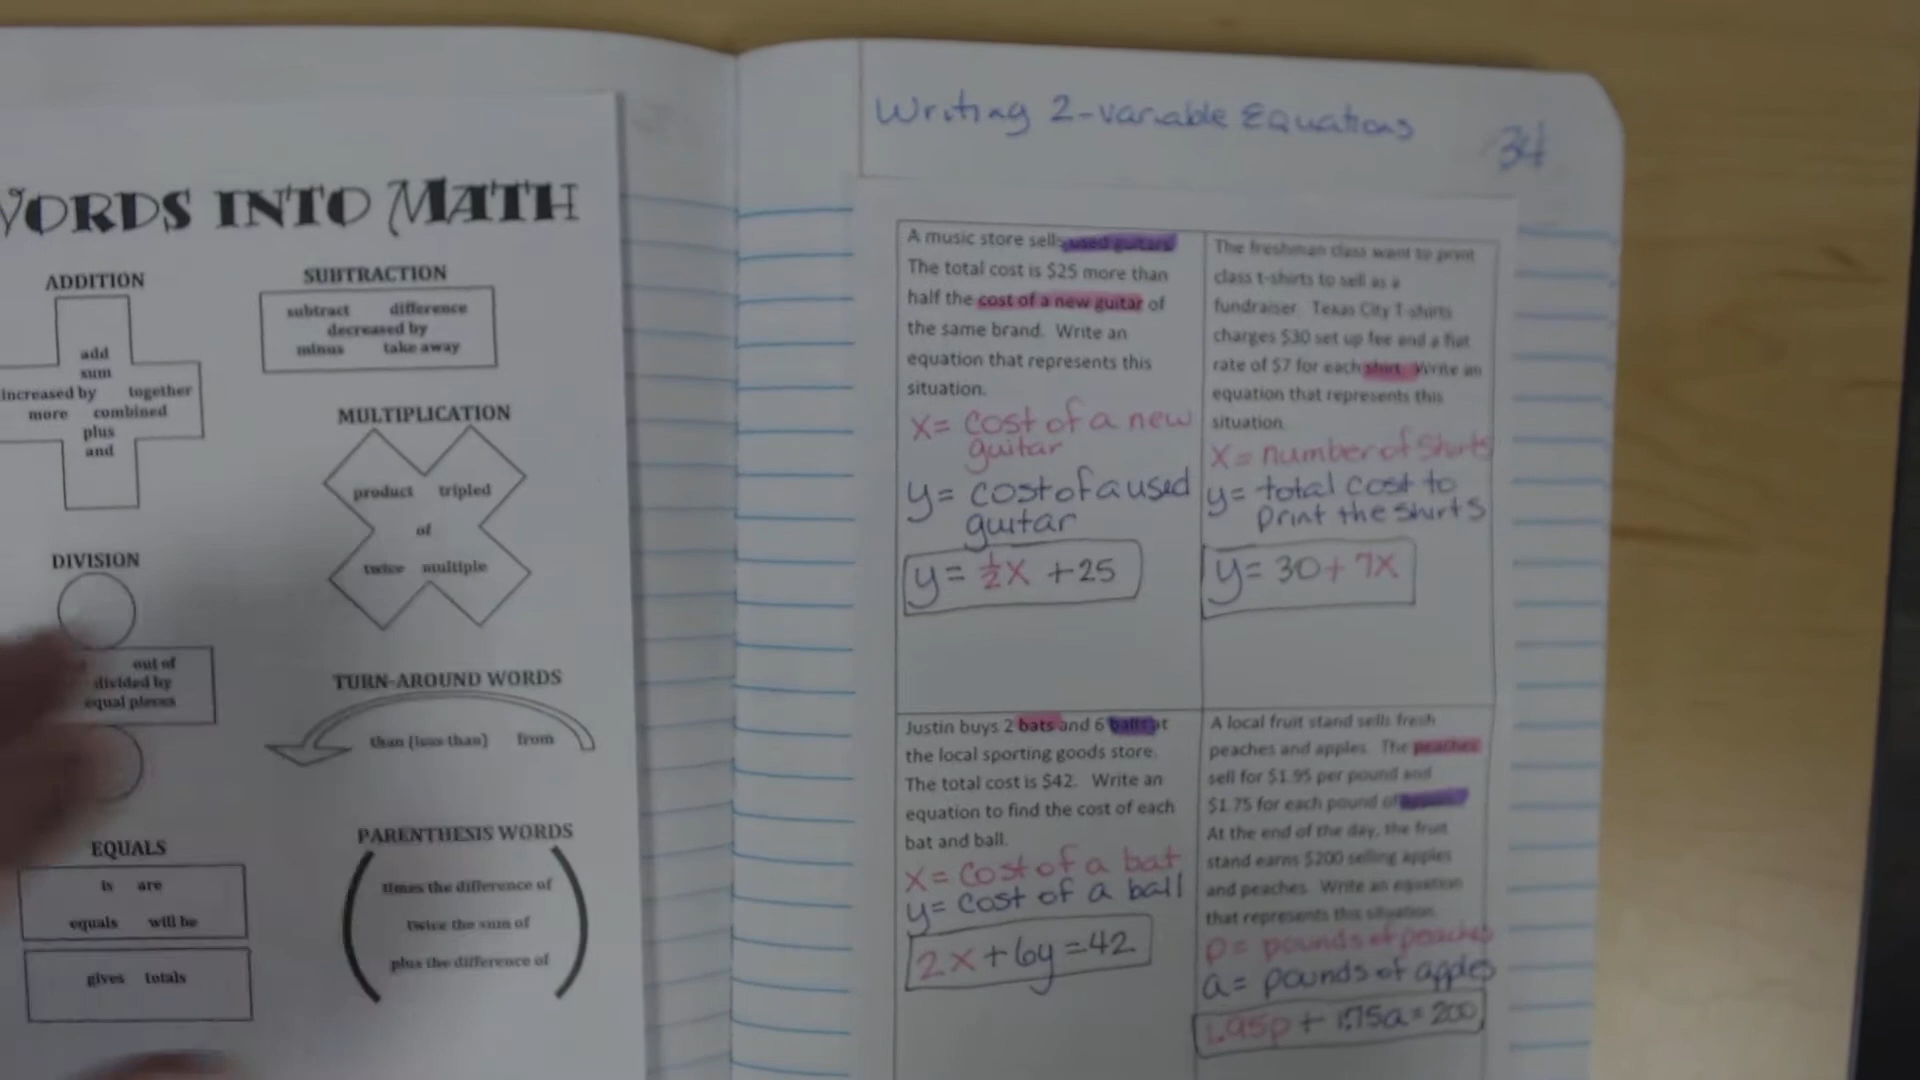 WORDS INTO MATH
ADDITION
add
sum
increased by together
more combined
plus
and
SUBTRACTION
subtract difference
decreased by
minus take away
MULTIPLICATION
product tripled
of
twice multiple
DIVISION
out of
divided by
equal pieces
TURN-AROUND WORDS
than (less than) from
EQUALS
is are
equals will be
gives totals
PARENTHESIS WORDS
times the difference of
twice the sum of
plus the difference of
Writing 2-variable Equations
34
A music store sells used guitars
The total cost is $25 more than
half the cost of a new guitar of
the same brand. Write an
equation that represents this
situation.
x= cost of a new
guitar
y= cost of a used
guitar
y= ½x +25
The freshman class want to print
class t-shirts to sell as a
fundraiser. Texas City T-shirts
charges $30 set up fee and a flat
rate of $7 for each shirt. Write an
equation that represents this
situation.
x= number of shirts
y= total cost to
print the shirts
y= 30+ 7x
Justin buys 2 bats and 6 balls at
the local sporting goods store.
The total cost is $42. Write an
equation to find the cost of each
bat and ball.
x= cost of a bat
y= cost of a ball
2x+6y=42
A local fruit stand sells fresh
peaches and apples. The peaches
sell for $1.95 per pound and
$1.75 for each pound of apples.
At the end of the day, the fruit
stand earns $200 selling apples
and peaches. Write an equation
that represents this situation.
p= pounds of peaches
a= pounds of apples
1.95p + 1.75a=200